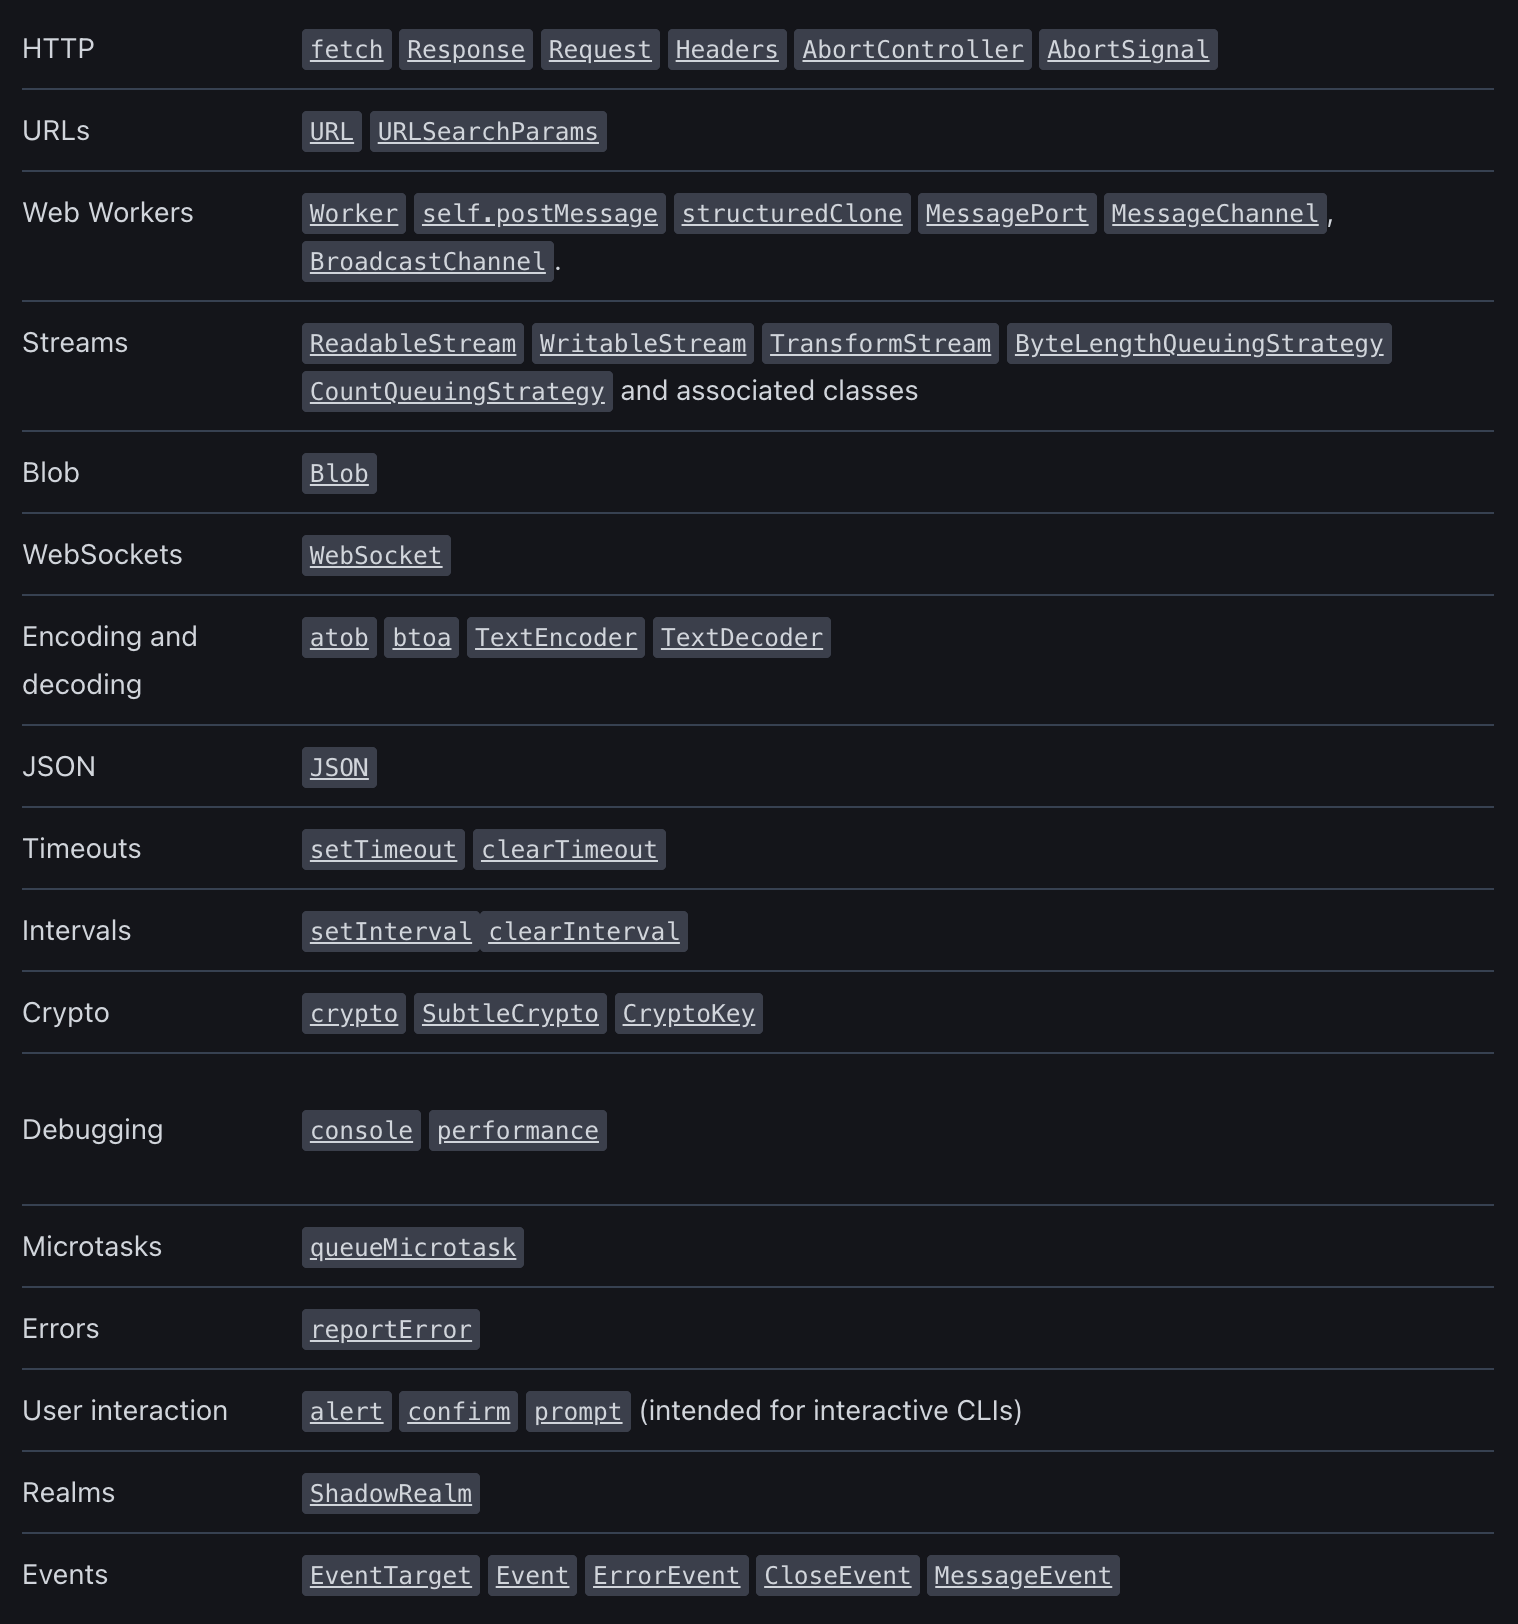 HTTP fetch Response Request Headers AbortController AbortSignal
URLs URL URLSearchParams
Web Workers Worker self.postMessage structuredClone MessagePort MessageChannel,
BroadcastChannel.
Streams ReadableStream WritableStream TransformStream ByteLengthQueuingStrategy
CountQueuingStrategy and associated classes
Blob Blob
WebSockets WebSocket
Encoding and atob btoa TextEncoder TextDecoder
decoding
JSON JSON
Timeouts setTimeout clearTimeout
Intervals setInterval clearInterval
Crypto crypto SubtleCrypto CryptoKey
Debugging console performance
Microtasks queueMicrotask
Errors reportError
User interaction alert confirm prompt (intended for interactive CLIs)
Realms ShadowRealm
Events EventTarget Event ErrorEvent CloseEvent MessageEvent